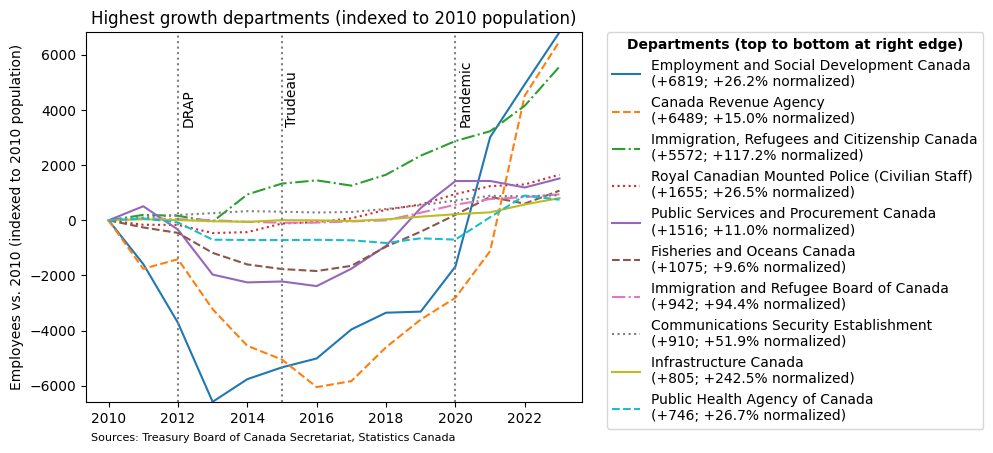 Highest growth departments (indexed to 2010 population)
Employees vs. 2010 (indexed to 2010 population)
6000
4000
2000
0
−2000
−4000
−6000
DRAP
Trudeau
Pandemic
2010
2012
2014
2016
2018
2020
2022
Sources: Treasury Board of Canada Secretariat, Statistics Canada
Departments (top to bottom at right edge)
Employment and Social Development Canada
(+6819; +26.2% normalized)
Canada Revenue Agency
(+6489; +15.0% normalized)
Immigration, Refugees and Citizenship Canada
(+5572; +117.2% normalized)
Royal Canadian Mounted Police (Civilian Staff)
(+1655; +26.5% normalized)
Public Services and Procurement Canada
(+1516; +11.0% normalized)
Fisheries and Oceans Canada
(+1075; +9.6% normalized)
Immigration and Refugee Board of Canada
(+942; +94.4% normalized)
Communications Security Establishment
(+910; +51.9% normalized)
Infrastructure Canada
(+805; +242.5% normalized)
Public Health Agency of Canada
(+746; +26.7% normalized)